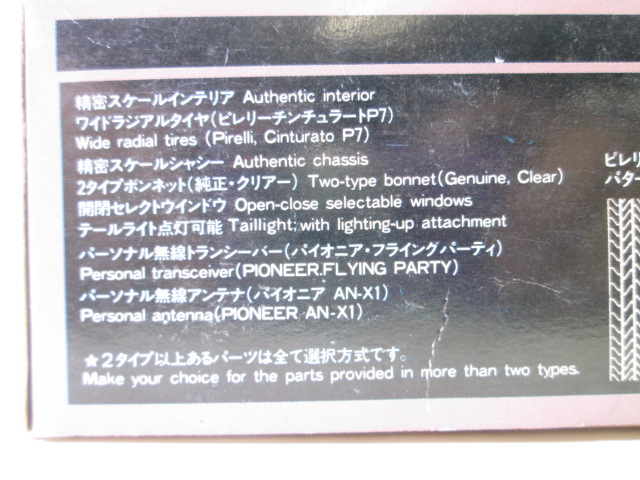 精密スケールインテリア Authentic interior
ワイドラジアルタイヤ(ピレリーチンチュラートP7)
Wide radial tires (Pirelli, Cinturato P7)
精密スケールシャシー Authentic chassis
2タイプボンネット(純正・クリアー) Two-type bonnet(Genuine, Clear)
開閉セレクトウインドウ Open-close selectable windows
テールライト点灯可能 Taillight; with lighting-up attachment
パーソナル無線トランシーバー(パイオニア・フライングパーティ)
Personal transceiver(PIONEER.FLYING PARTY)
パーソナル無線アンテナ(パイオニア AN-X1)
Personal antenna(PIONEER AN-X1)
★2タイプ以上あるパーツは全て選択方式です。
Make your choice for the parts provided in more than two types.
ピレリ
パター